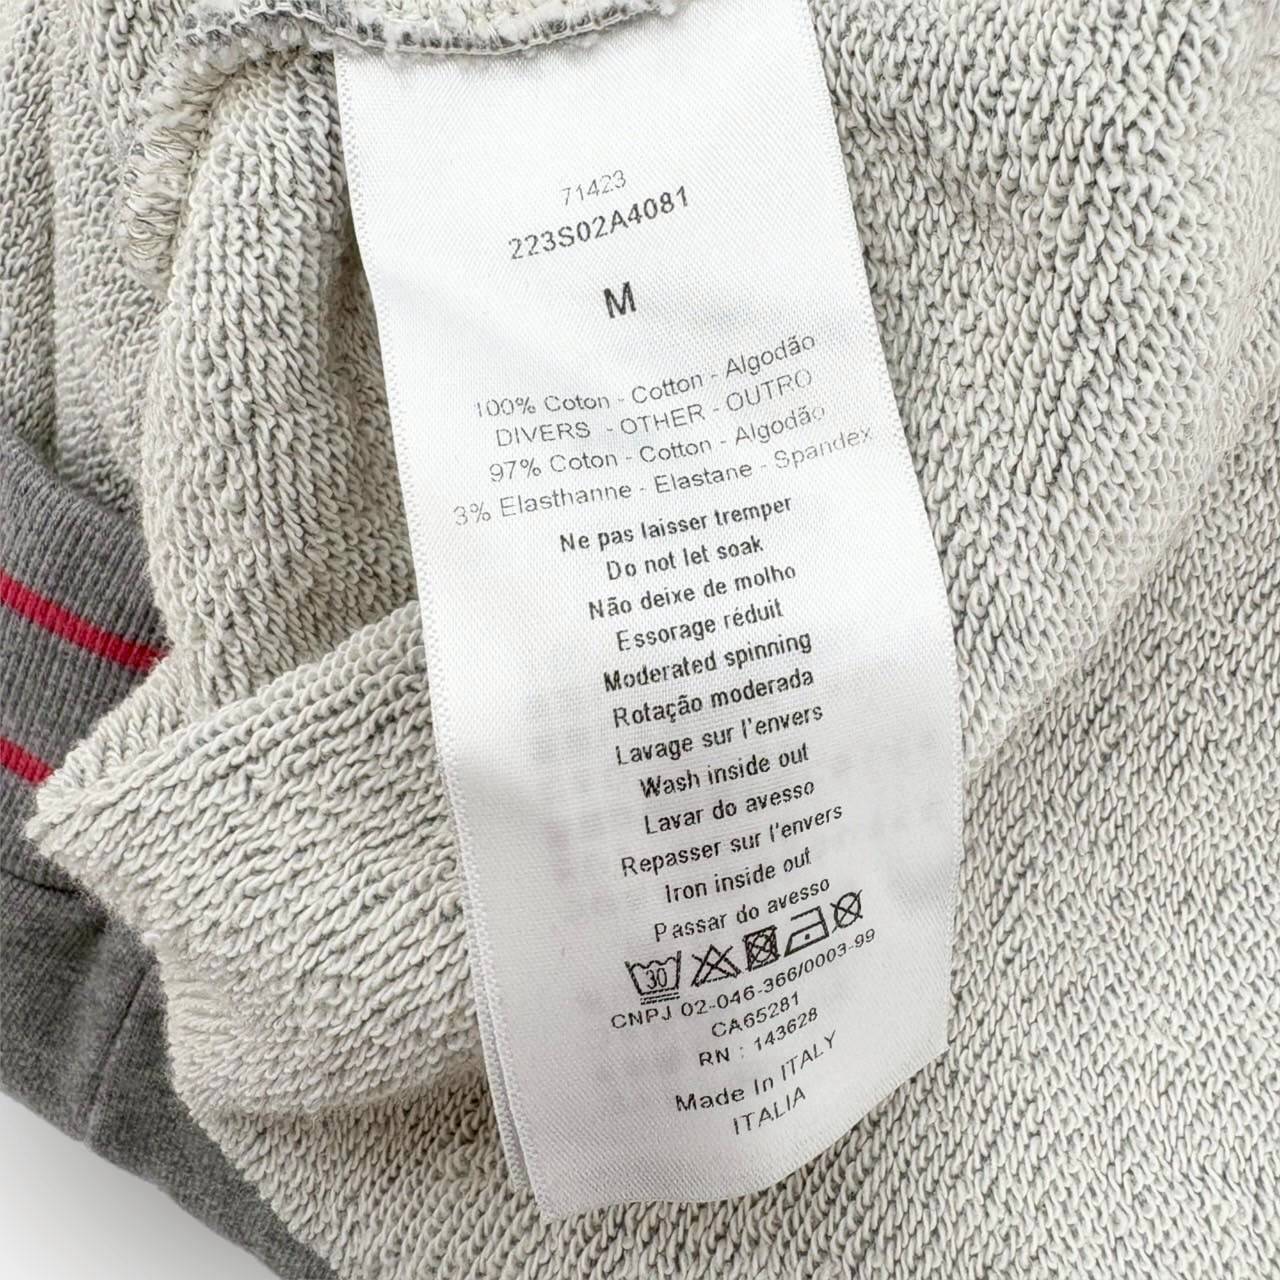 71423
223S02A4081
M
100% Coton - Cotton - Algodão
DIVERS - OTHER - OUTRO
97% Coton - Cotton - Algodão
3% Elasthanne - Elastane - Spandex
Ne pas laisser tremper
Do not let soak
Não deixe de molho
Essorage réduit
Moderated spinning
Rotação moderada
Lavage sur l'envers
Wash inside out
Lavar do avesso
Repasser sur l'envers
Iron inside out
Passar do avesso
30
CNPJ 02-046-366/0003-99
CA65281
RN : 143628
Made In ITALY
ITALIA